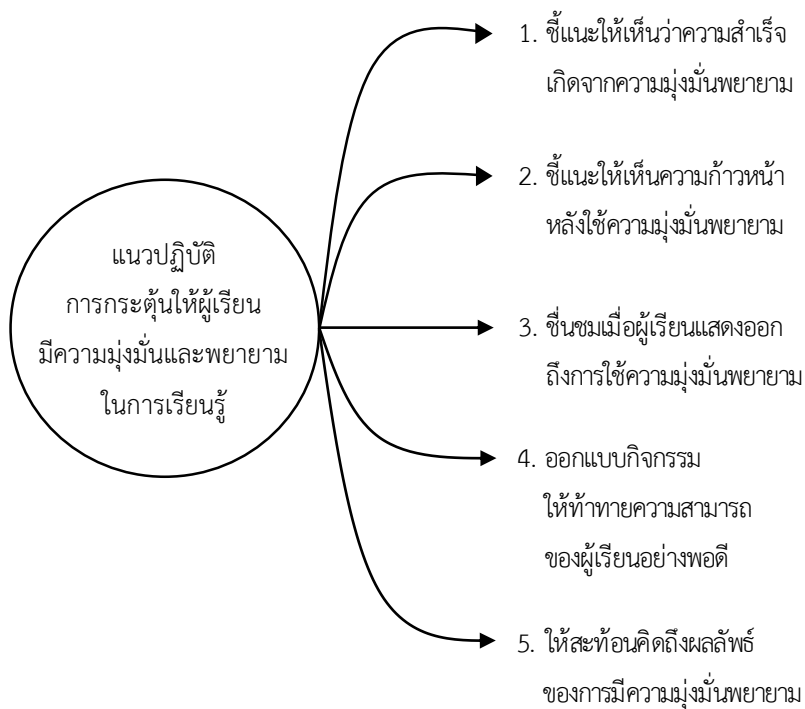 แนวปฏิบัติ
การกระตุ้นให้ผู้เรียน
มีความมุ่งมั่นและพยายาม
ในการเรียนรู้
1. ชี้แนะให้เห็นว่าความสำเร็จ
เกิดจากความมุ่งมั่นพยายาม
2. ชี้แนะให้เห็นความก้าวหน้า
หลังใช้ความมุ่งมั่นพยายาม
3. ชื่นชมเมื่อผู้เรียนแสดงออก
ถึงการใช้ความมุ่งมั่นพยายาม
4. ออกแบบกิจกรรม
ให้ท้าทายความสามารถ
ของผู้เรียนอย่างพอดี
5. ให้สะท้อนคิดถึงผลลัพธ์
ของการมีความมุ่งมั่นพยายาม